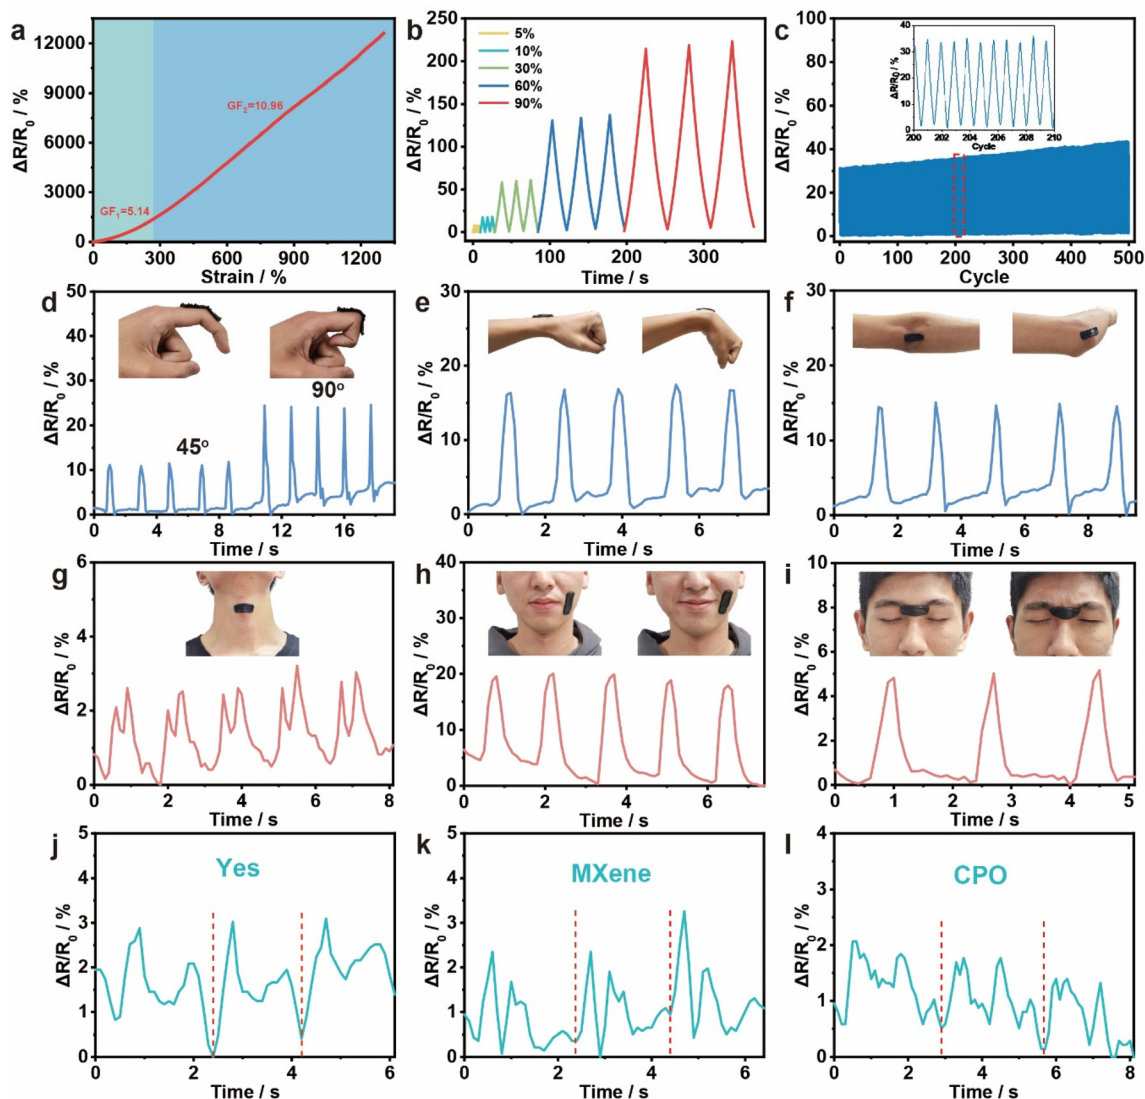 a
12000
9000
6000
3000
0
ΔR/R0 / %
GF1=5.14
GF2=10.96
0 300 600 900 1200
Strain / %
b
250
200
150
100
50
0
ΔR/R0 / %
5%
10%
30%
60%
90%
0 100 200 300
Time / s
c
100
80
60
40
20
0
ΔR/R0 / %
40
30
20
10
0
ΔR/R0 / %
200 202 204 206 208 210
Cycle
0 100 200 300 400 500
Cycle
d
50
40
30
20
10
0
ΔR/R0 / %
45°
90°
0 4 8 12 16
Time / s
e
30
20
10
0
ΔR/R0 / %
0 2 4 6
Time / s
f
30
20
10
0
ΔR/R0 / %
0 2 4 6 8
Time / s
g
6
4
2
0
ΔR/R0 / %
0 2 4 6 8
Time / s
h
40
30
20
10
0
ΔR/R0 / %
0 2 4 6
Time / s
i
10
8
6
4
2
0
ΔR/R0 / %
0 1 2 3 4 5
Time / s
j
Yes
5
4
3
2
1
0
ΔR/R0 / %
0 2 4 6
Time / s
k
MXene
5
4
3
2
1
0
ΔR/R0 / %
0 2 4 6
Time / s
l
CPO
4
3
2
1
0
ΔR/R0 / %
0 2 4 6 8
Time / s